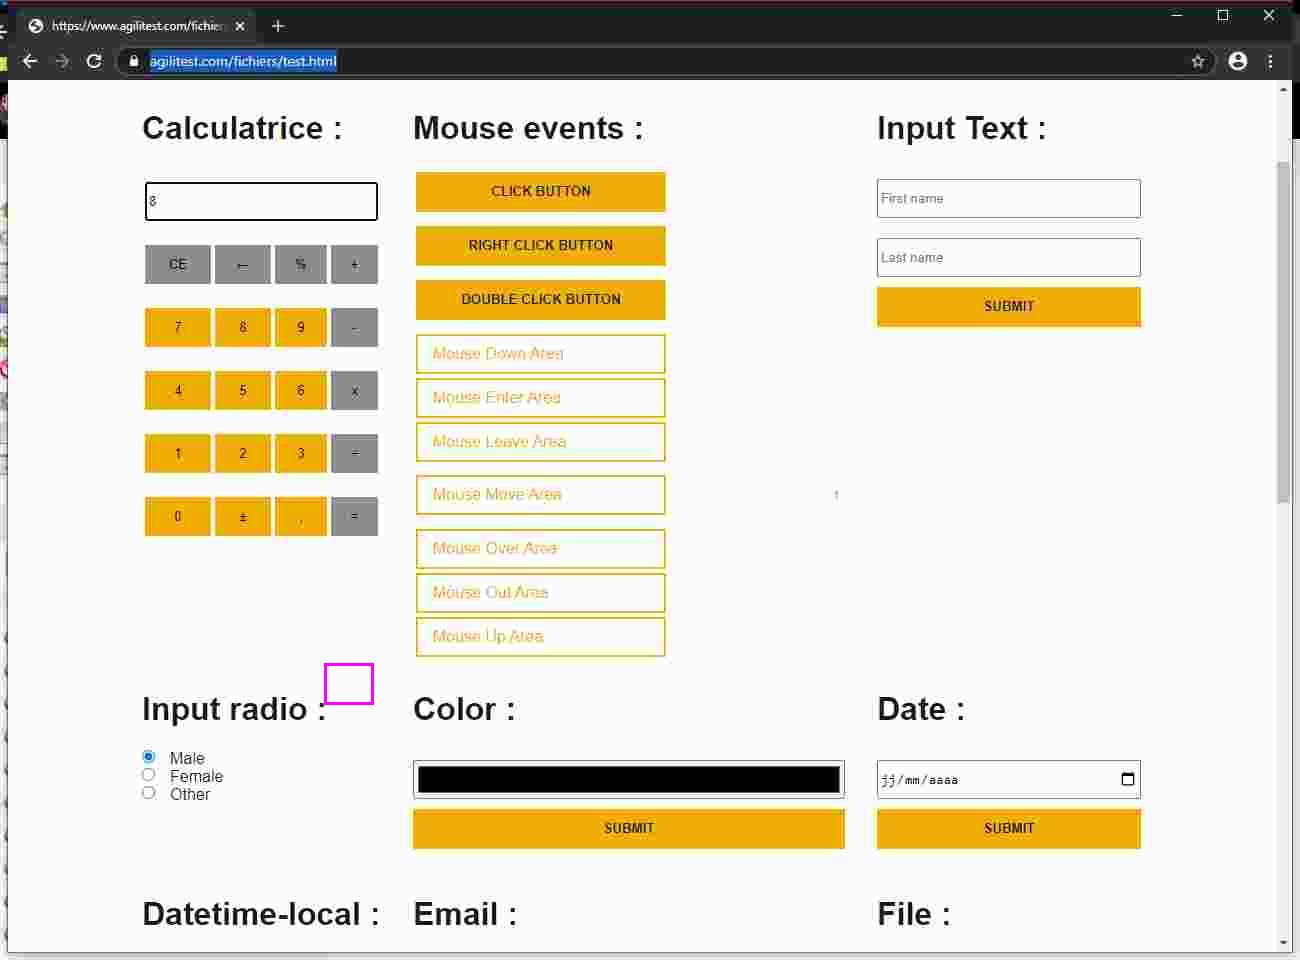 https://www.agilitest.com/fichier
agilitest.com/fichiers/test.html
Calculatrice :
8
CE ← % +
7 8 9 -
4 5 6 x
1 2 3 ÷
0 ± , =
Mouse events :
CLICK BUTTON
RIGHT CLICK BUTTON
DOUBLE CLICK BUTTON
Mouse Down Area
Mouse Enter Area
Mouse Leave Area
Mouse Move Area
Mouse Over Area
Mouse Out Area
Mouse Up Area
Input Text :
First name
Last name
SUBMIT
Input radio :
Male
Female
Other
Color :
SUBMIT
Date :
jj/mm/aaaa
SUBMIT
Datetime-local :
Email :
File :